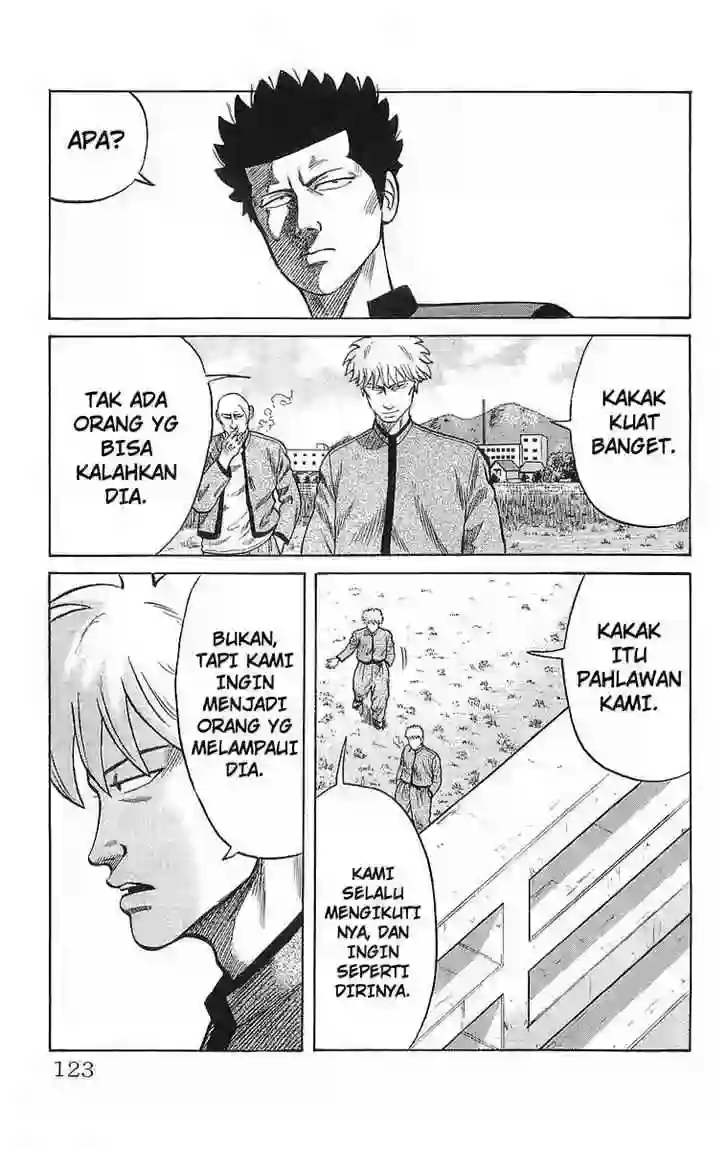 APA?
KAKAK
KUAT
BANGET.
TAK ADA
ORANG YG
BISA
KALAHKAN
DIA.
KAKAK
ITU
PAHLAWAN
KAMI.
KAMI
SELALU
MENGIKUTI
NYA, DAN
INGIN
SEPERTI
DIRINYA.
BUKAN,
TAPI KAMI
INGIN
MENJADI
ORANG YG
MELAMPAUI
DIA.
123